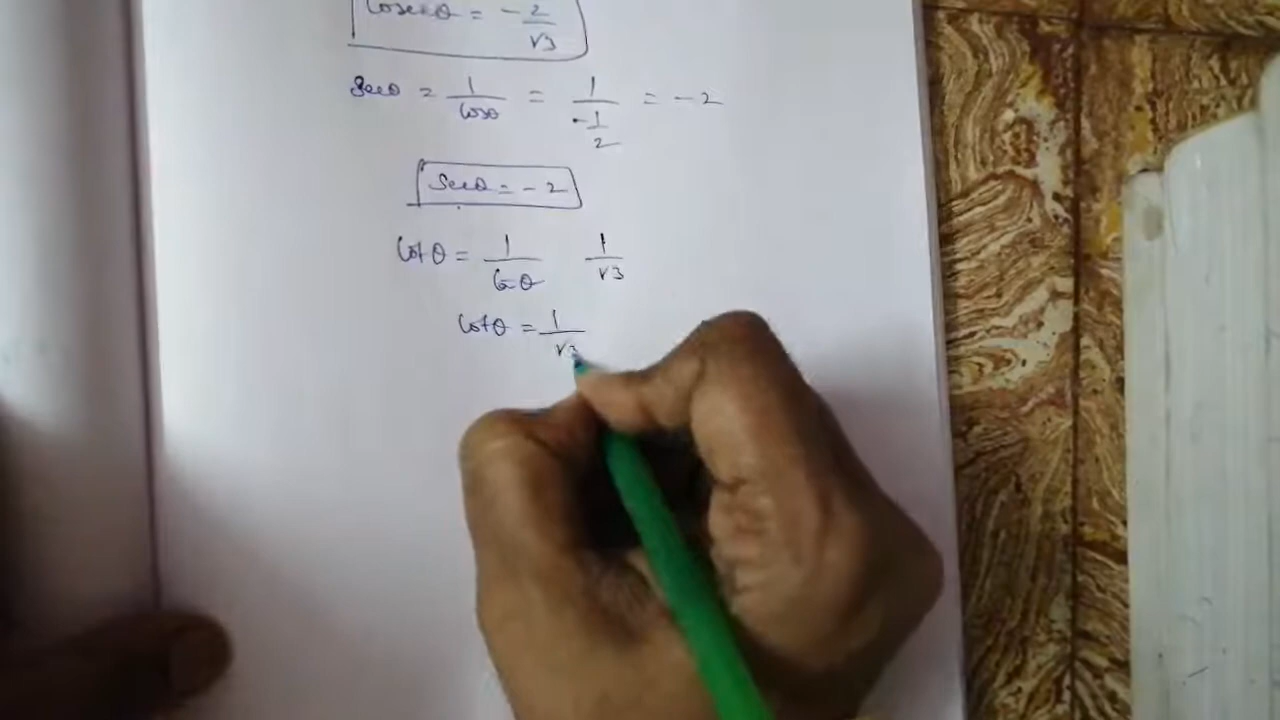 Cosecθ = - 2/√3
Secθ = 1/Cosθ = 1/-1/2 = -2
Secθ = -2
Cotθ = 1/tanθ 1/√3
Cotθ = 1/√3